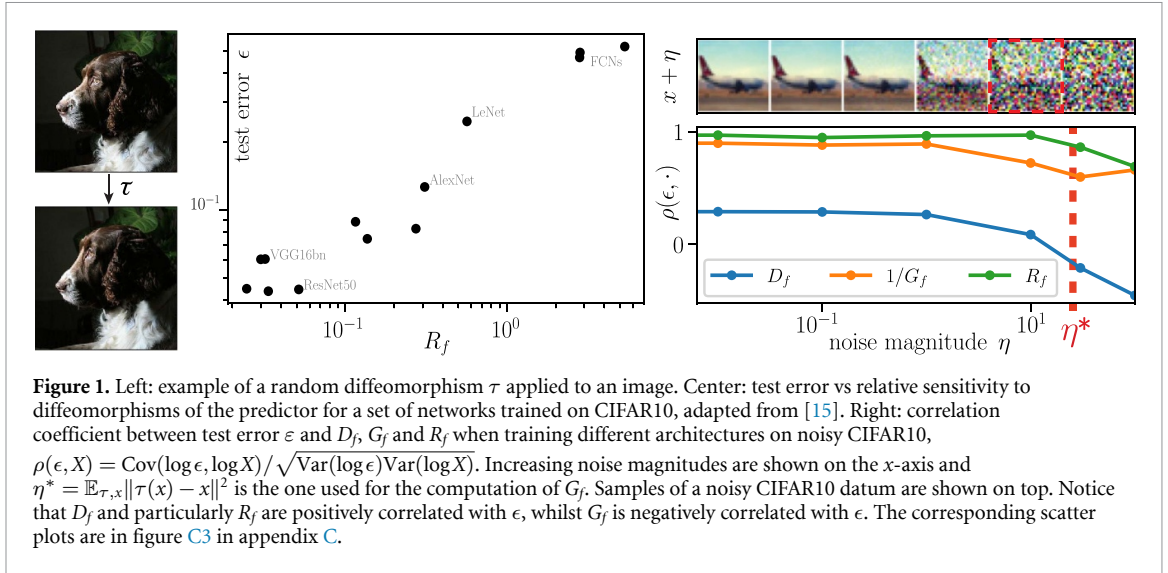 τ
test error ϵ
10⁻¹
FCNs
LeNet
AlexNet
VGG16bn
ResNet50
10⁻¹
10⁰
R_f
x + η
ρ(ϵ, ·)
1
0
D_f
1/G_f
R_f
10⁻¹
10¹
η*
noise magnitude η
Figure 1. Left: example of a random diffeomorphism τ applied to an image. Center: test error vs relative sensitivity to
diffeomorphisms of the predictor for a set of networks trained on CIFAR10, adapted from [15]. Right: correlation
coefficient between test error ε and D_f, G_f and R_f when training different architectures on noisy CIFAR10,
ρ(ϵ, X) = Cov(log ϵ, log X)/√Var(log ϵ)Var(log X). Increasing noise magnitudes are shown on the x-axis and
η* = 𝔼_{τ,x}‖τ(x) − x‖² is the one used for the computation of G_f. Samples of a noisy CIFAR10 datum are shown on top. Notice
that D_f and particularly R_f are positively correlated with ϵ, whilst G_f is negatively correlated with ϵ. The corresponding scatter
plots are in figure C3 in appendix C.